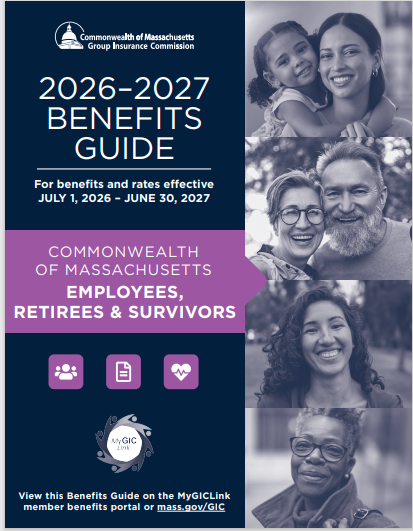 Commonwealth of Massachusetts
Group Insurance Commission
2026–2027
BENEFITS
GUIDE
For benefits and rates effective
JULY 1, 2026 – JUNE 30, 2027
COMMONWEALTH
OF MASSACHUSETTS
EMPLOYEES,
RETIREES & SURVIVORS
My GIC
Link
View this Benefits Guide on the MyGICLink
member benefits portal or mass.gov/GIC